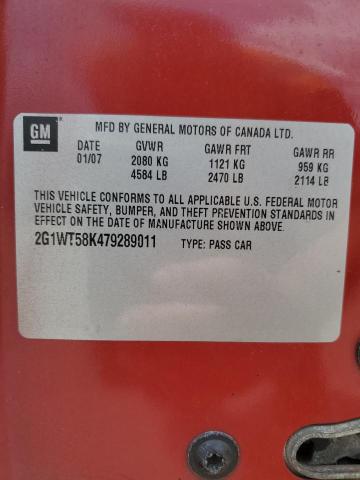 GM
MFD BY GENERAL MOTORS OF CANADA LTD.
DATE GVWR GAWR FRT GAWR RR
01/07 2080 KG 1121 KG 959 KG
4584 LB 2470 LB 2114 LB
THIS VEHICLE CONFORMS TO ALL APPLICABLE U.S. FEDERAL MOTOR
VEHICLE SAFETY, BUMPER, AND THEFT PREVENTION STANDARDS IN
EFFECT ON THE DATE OF MANUFACTURE SHOWN ABOVE.
2G1WT58K479289011 TYPE: PASS CAR